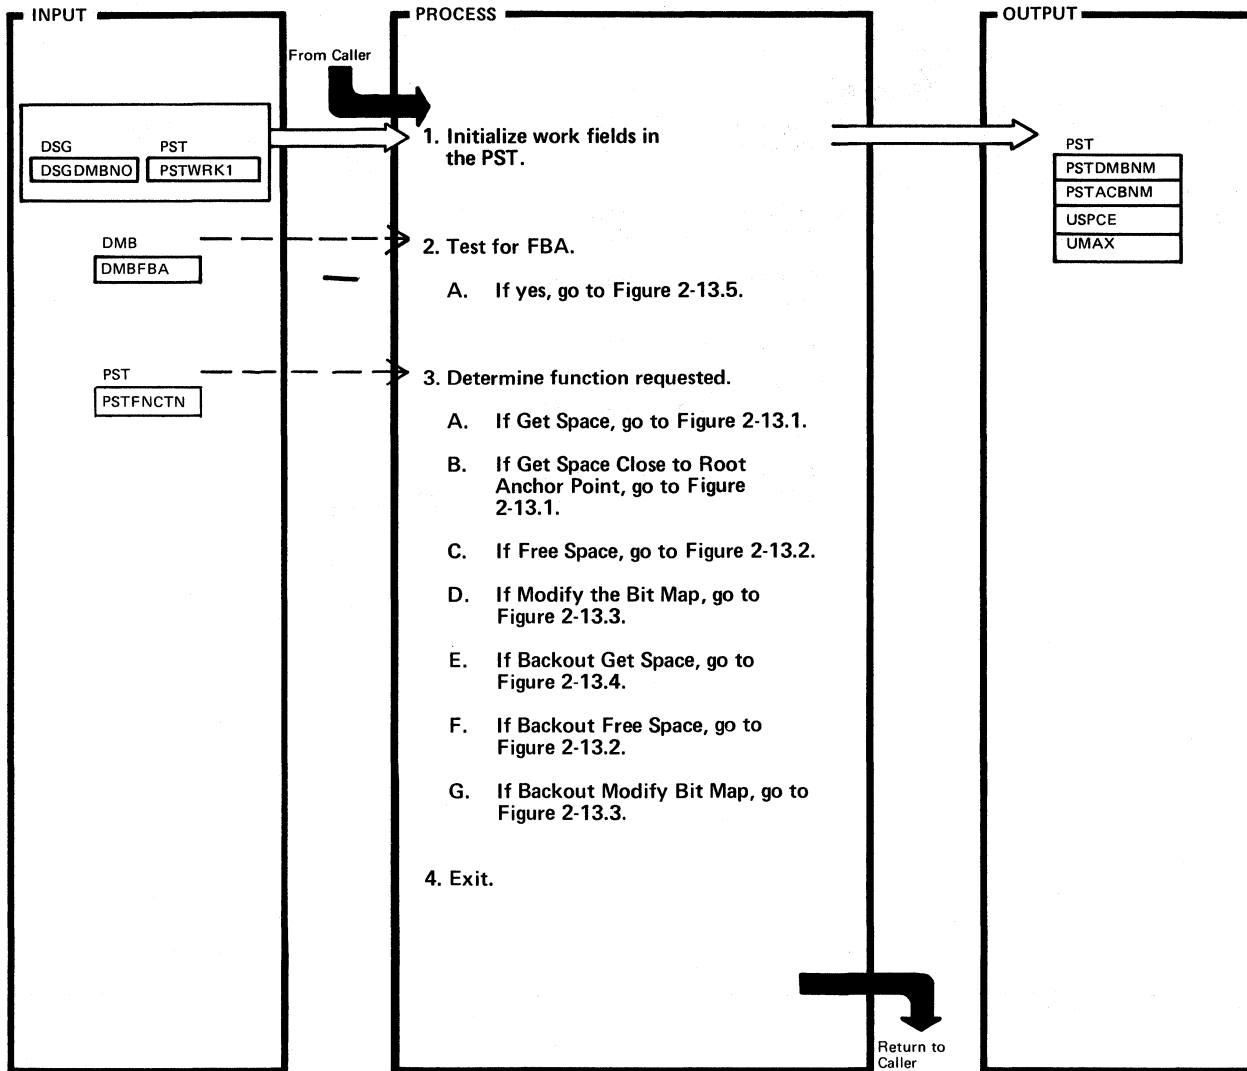 INPUT
PROCESS
OUTPUT
From Caller
DSG PST
DSGDMBNO PSTWRK1
1. Initialize work fields in
the PST.
PST
PSTDMBNM
PSTACBNM
USPCE
UMAX
DMB
DMBFBA
2. Test for FBA.
A. If yes, go to Figure 2-13.5.
PST
PSTFNCTN
3. Determine function requested.
A. If Get Space, go to Figure 2-13.1.
B. If Get Space Close to Root
Anchor Point, go to Figure
2-13.1.
C. If Free Space, go to Figure 2-13.2.
D. If Modify the Bit Map, go to
Figure 2-13.3.
E. If Backout Get Space, go to
Figure 2-13.4.
F. If Backout Free Space, go to
Figure 2-13.2.
G. If Backout Modify Bit Map, go to
Figure 2-13.3.
4. Exit.
Return to
Caller